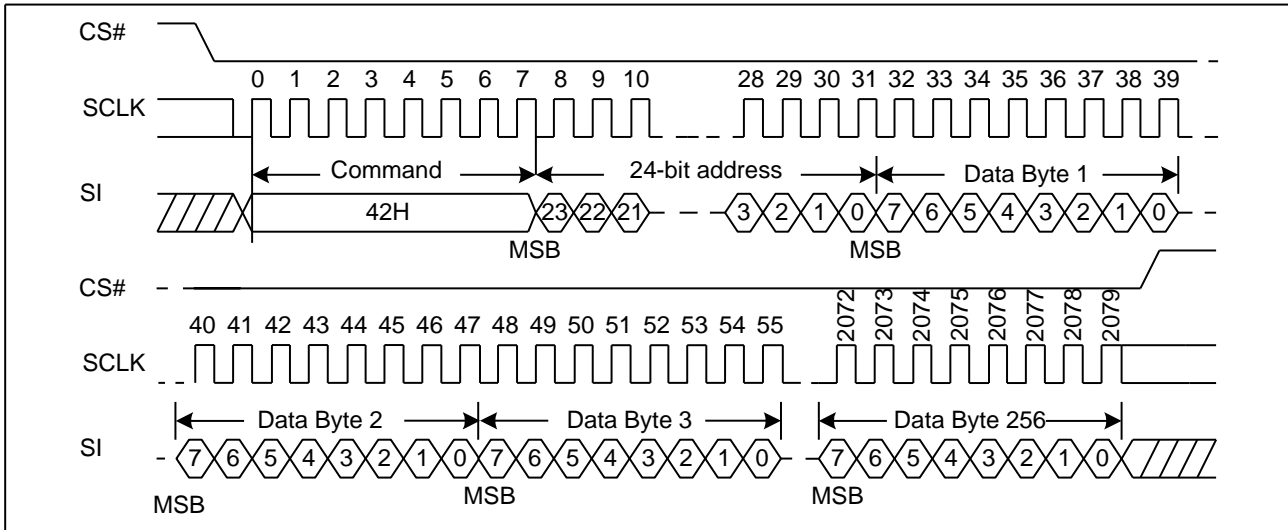 CS#
0 1 2 3 4 5 6 7 8 9 10 28 29 30 31 32 33 34 35 36 37 38 39
SCLK
Command 24-bit address Data Byte 1
SI
42H 23 22 21 3 2 1 0 7 6 5 4 3 2 1 0
MSB MSB
CS#
40 41 42 43 44 45 46 47 48 49 50 51 52 53 54 55 2072 2073 2074 2075 2076 2077 2078 2079
SCLK
Data Byte 2 Data Byte 3 Data Byte 256
SI
7 6 5 4 3 2 1 0 7 6 5 4 3 2 1 0 7 6 5 4 3 2 1 0
MSB MSB MSB